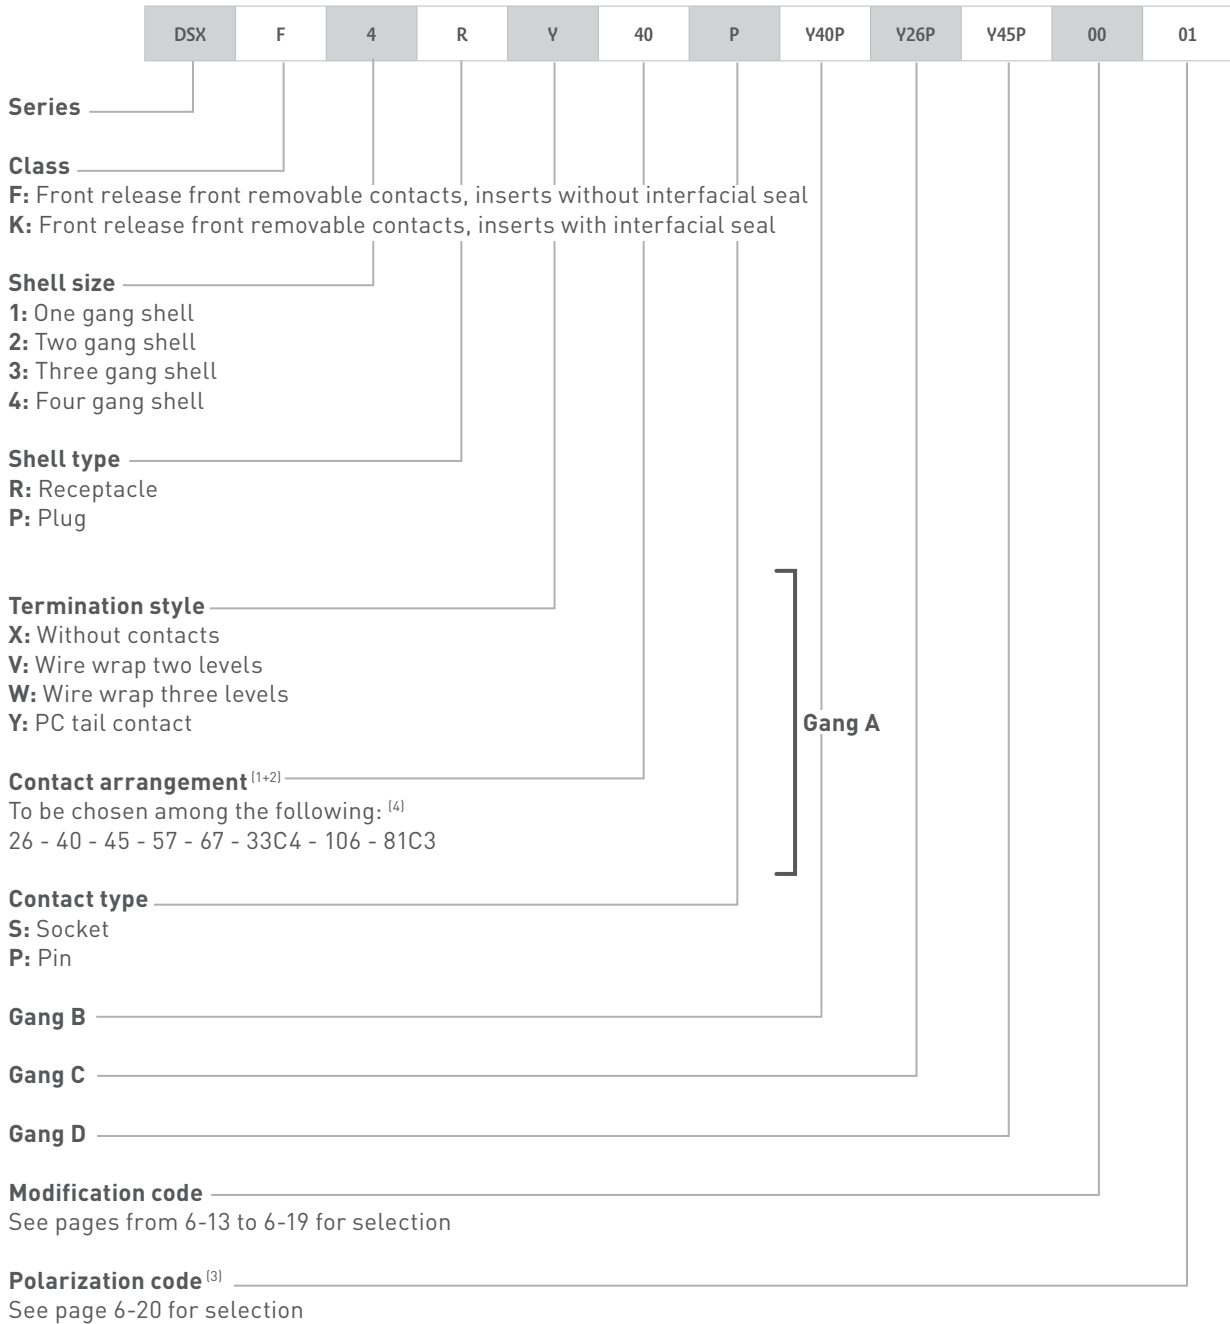 DSX F 4 R Y 40 P Y40P Y26P Y45P 00 01
Series
Class
F: Front release front removable contacts, inserts without interfacial seal
K: Front release front removable contacts, inserts with interfacial seal
Shell size
1: One gang shell
2: Two gang shell
3: Three gang shell
4: Four gang shell
Shell type
R: Receptacle
P: Plug
Termination style
X: Without contacts
V: Wire wrap two levels
W: Wire wrap three levels
Y: PC tail contact
Gang A
Contact arrangement (1+2)
To be chosen among the following: (4)
26 - 40 - 45 - 57 - 67 - 33C4 - 106 - 81C3
Contact type
S: Socket
P: Pin
Gang B
Gang C
Gang D
Modification code
See pages from 6-13 to 6-19 for selection
Polarization code (3)
See page 6-20 for selection